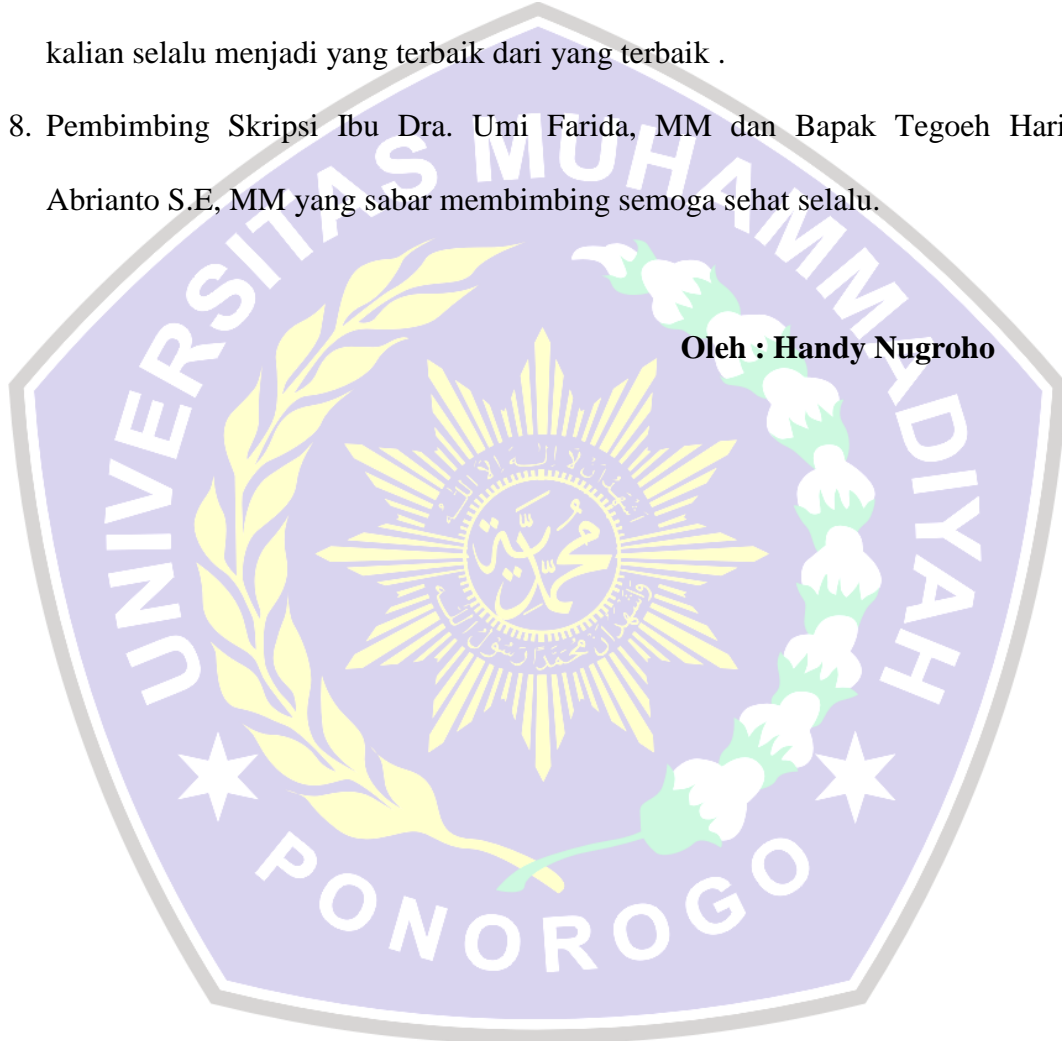 kalian selalu menjadi yang terbaik dari yang terbaik .
8. Pembimbing Skripsi Ibu Dra. Umi Farida, MM dan Bapak Tegoeh Hari
Abrianto S.E, MM yang sabar membimbing semoga sehat selalu.
Oleh : Handy Nugroho
UNIVERSITAS MUHAMMADIYAH
PONOROGO
محمدية